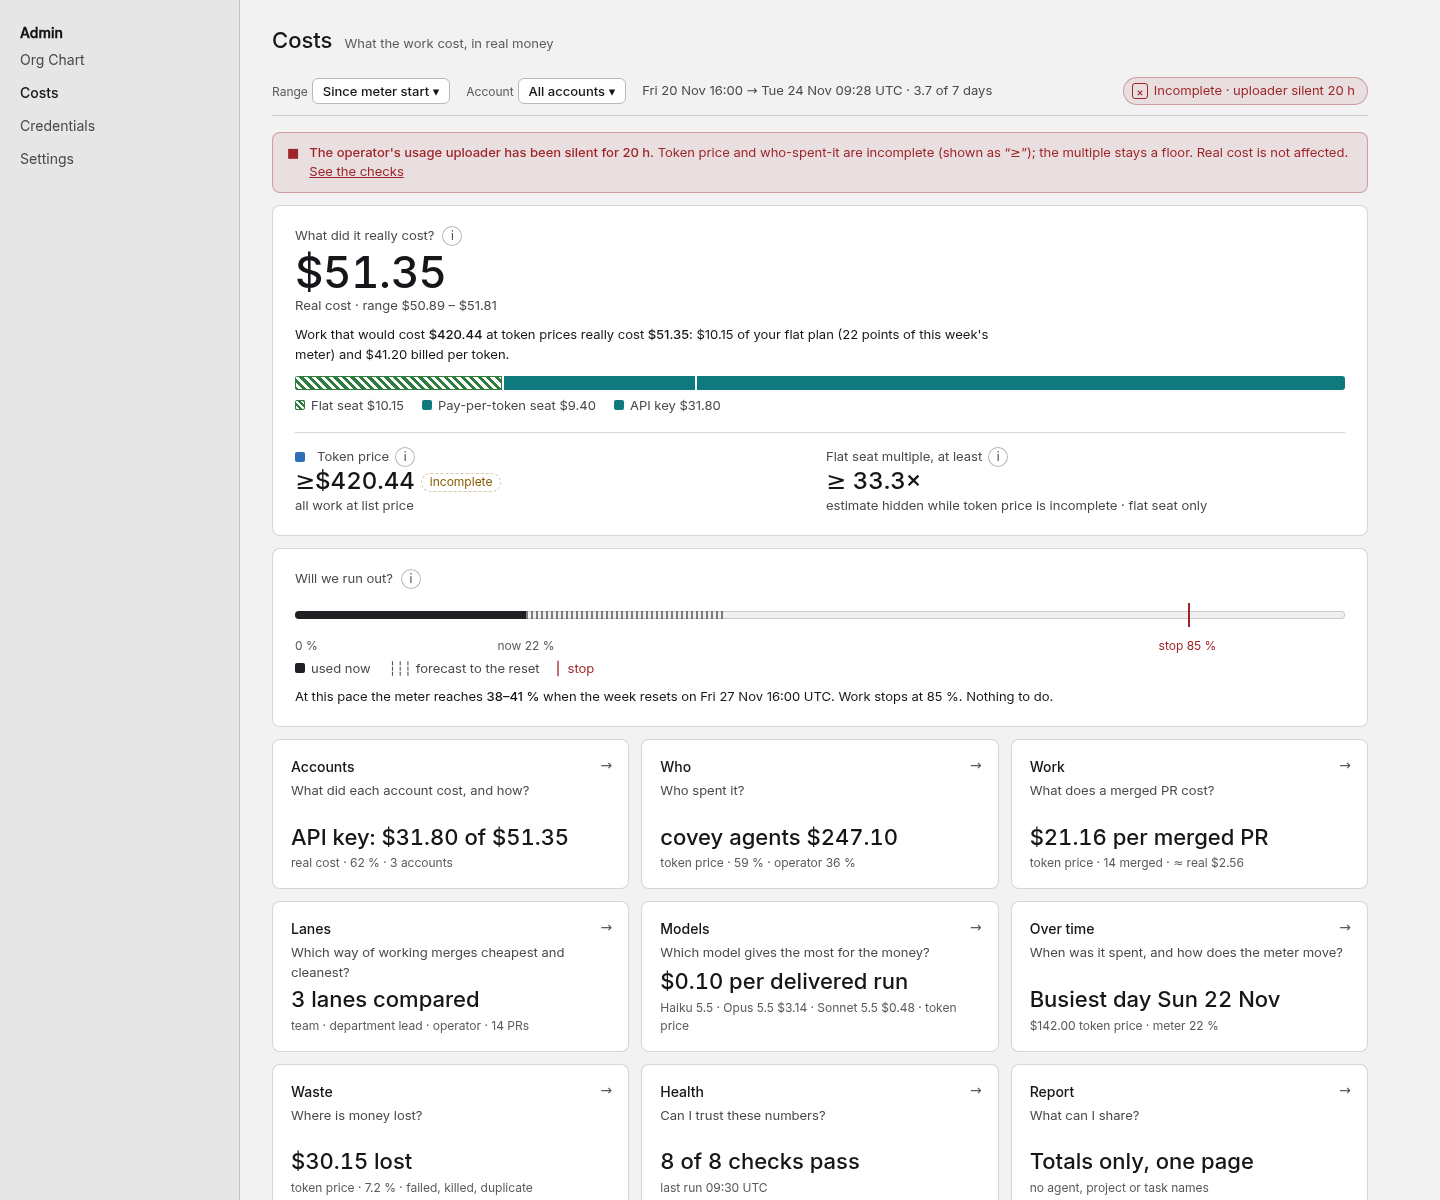 Admin
Org Chart
Costs
Credentials
Settings
Costs What the work cost, in real money
Range Since meter start ▾ Account All accounts ▾ Fri 20 Nov 16:00 → Tue 24 Nov 09:28 UTC · 3.7 of 7 days × Incomplete · uploader silent 20 h
The operator's usage uploader has been silent for 20 h. Token price and who-spent-it are incomplete (shown as “≥”); the multiple stays a floor. Real cost is not affected.
See the checks
What did it really cost? i
$51.35
Real cost · range $50.89 – $51.81
Work that would cost $420.44 at token prices really cost $51.35: $10.15 of your flat plan (22 points of this week's
meter) and $41.20 billed per token.
Flat seat $10.15 Pay-per-token seat $9.40 API key $31.80
Token price i
≥$420.44 incomplete
all work at list price
Flat seat multiple, at least i
≥ 33.3×
estimate hidden while token price is incomplete · flat seat only
Will we run out? i
0 % now 22 % stop 85 %
used now forecast to the reset stop
At this pace the meter reaches 38–41 % when the week resets on Fri 27 Nov 16:00 UTC. Work stops at 85 %. Nothing to do.
Accounts →
What did each account cost, and how?
API key: $31.80 of $51.35
real cost · 62 % · 3 accounts
Who →
Who spent it?
covey agents $247.10
token price · 59 % · operator 36 %
Work →
What does a merged PR cost?
$21.16 per merged PR
token price · 14 merged · ≈ real $2.56
Lanes →
Which way of working merges cheapest and
cleanest?
3 lanes compared
team · department lead · operator · 14 PRs
Models →
Which model gives the most for the money?
$0.10 per delivered run
Haiku 5.5 · Opus 5.5 $3.14 · Sonnet 5.5 $0.48 · token
price
Over time →
When was it spent, and how does the meter move?
Busiest day Sun 22 Nov
$142.00 token price · meter 22 %
Waste →
Where is money lost?
$30.15 lost
token price · 7.2 % · failed, killed, duplicate
Health →
Can I trust these numbers?
8 of 8 checks pass
last run 09:30 UTC
Report →
What can I share?
Totals only, one page
no agent, project or task names